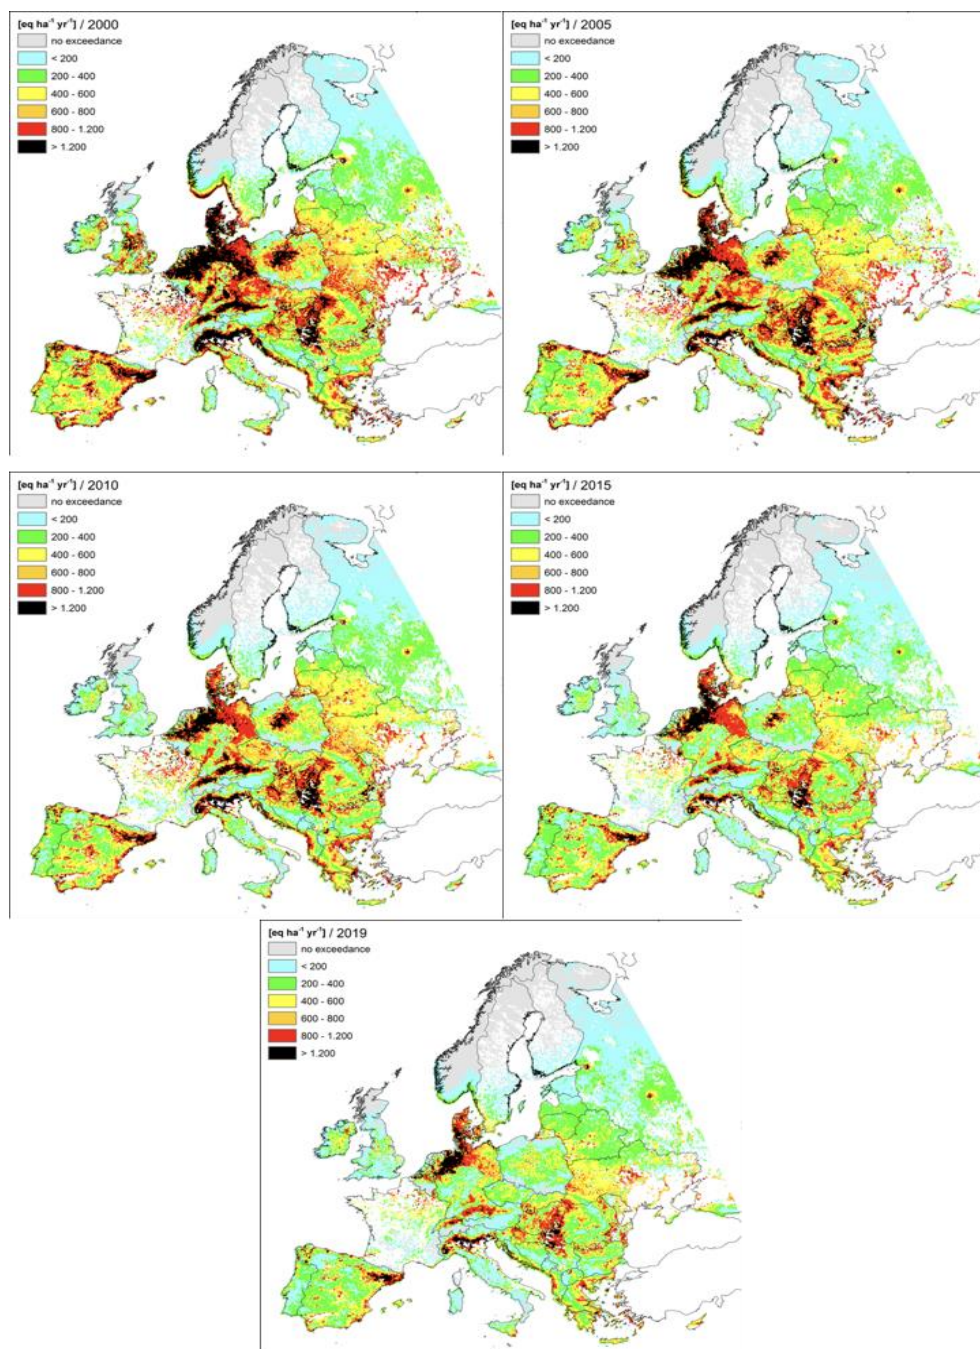 [eq ha⁻¹ yr⁻¹] / 2000
no exceedance
< 200
200 - 400
400 - 600
600 - 800
800 - 1.200
> 1.200
[eq ha⁻¹ yr⁻¹] / 2005
no exceedance
< 200
200 - 400
400 - 600
600 - 800
800 - 1.200
> 1.200
[eq ha⁻¹ yr⁻¹] / 2010
no exceedance
< 200
200 - 400
400 - 600
600 - 800
800 - 1.200
> 1.200
[eq ha⁻¹ yr⁻¹] / 2015
no exceedance
< 200
200 - 400
400 - 600
600 - 800
800 - 1.200
> 1.200
[eq ha⁻¹ yr⁻¹] / 2019
no exceedance
< 200
200 - 400
400 - 600
600 - 800
800 - 1.200
> 1.200